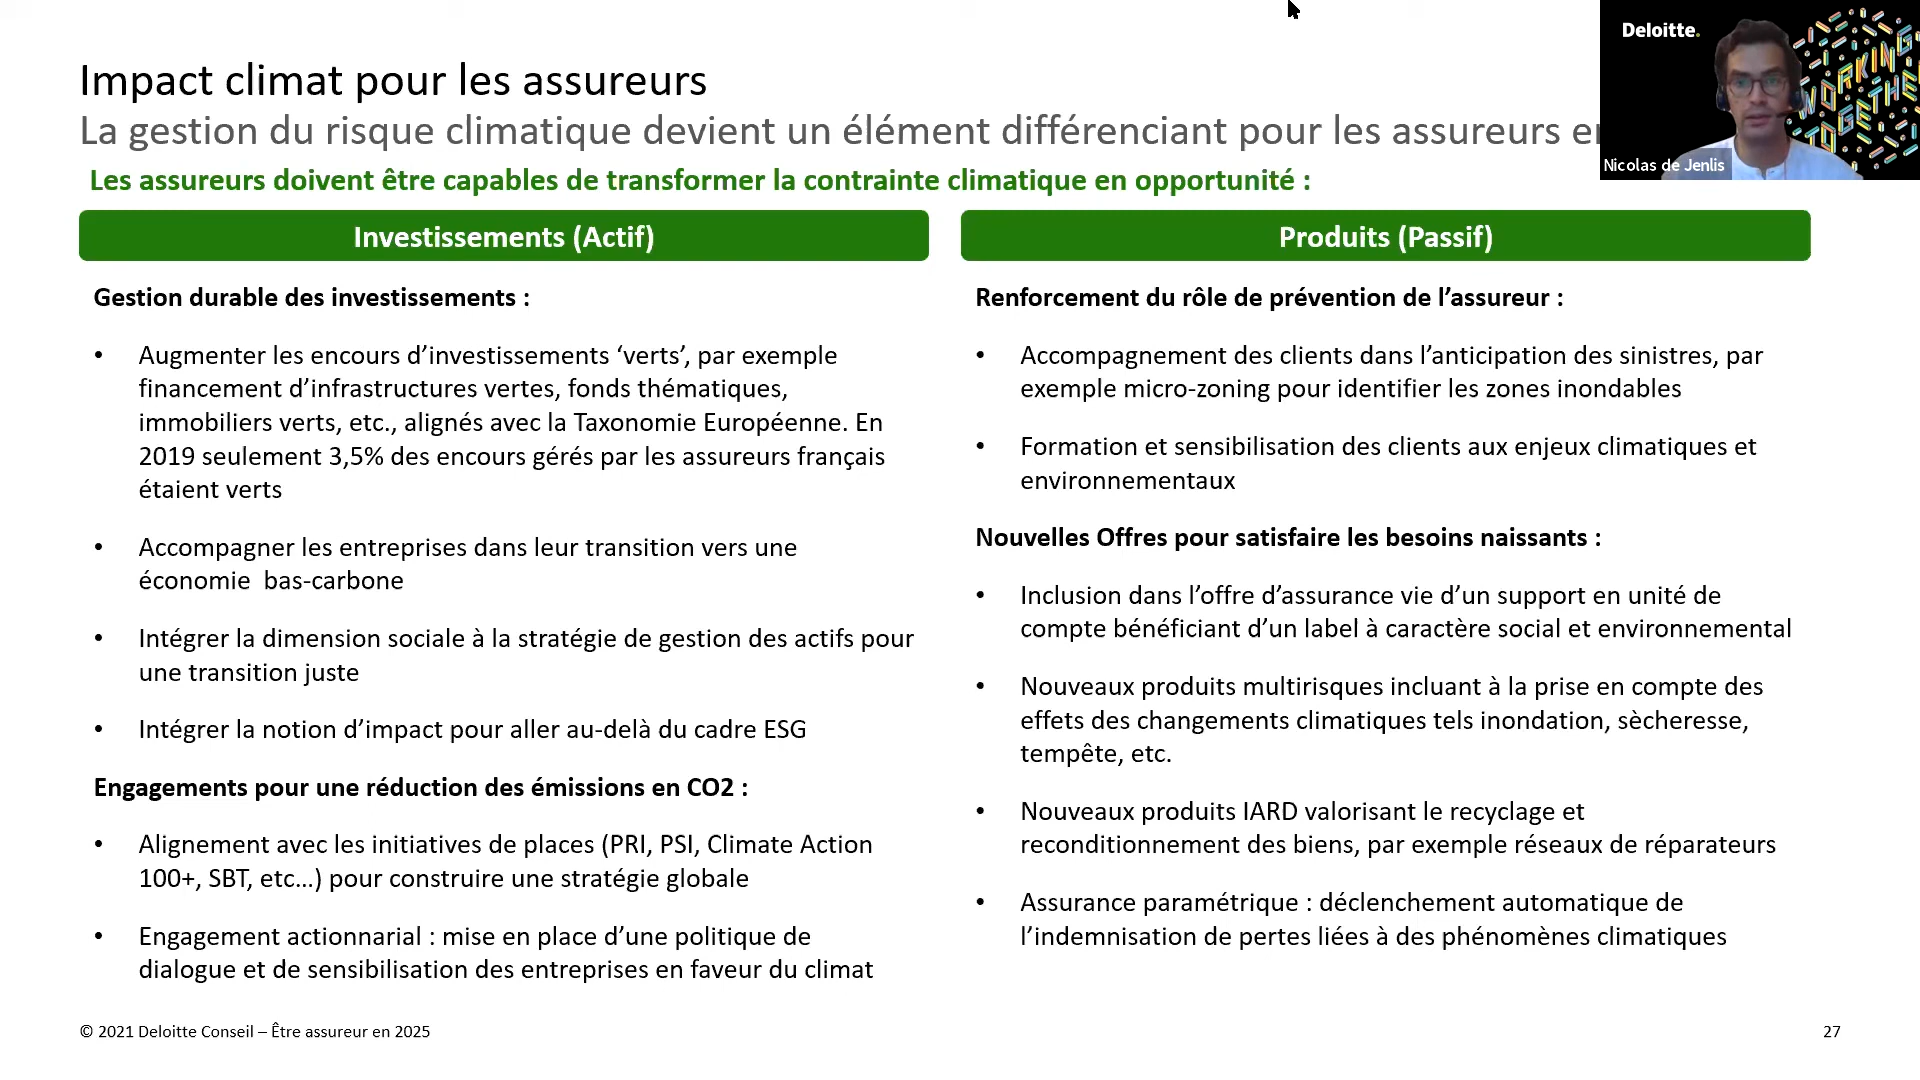 Impact climat pour les assureurs
La gestion du risque climatique devient un élément différenciant pour les assureurs
Les assureurs doivent être capables de transformer la contrainte climatique en opportunité :
Deloitte.
WORKING
TOGETHER
Nicolas de Jenlis
Investissements (Actif)
Gestion durable des investissements :
• Augmenter les encours d’investissements ‘verts’, par exemple
financement d’infrastructures vertes, fonds thématiques,
immobiliers verts, etc., alignés avec la Taxonomie Européenne. En
2019 seulement 3,5% des encours gérés par les assureurs français
étaient verts
• Accompagner les entreprises dans leur transition vers une
économie  bas-carbone
• Intégrer la dimension sociale à la stratégie de gestion des actifs pour
une transition juste
• Intégrer la notion d’impact pour aller au-delà du cadre ESG
Engagements pour une réduction des émissions en CO2 :
• Alignement avec les initiatives de places (PRI, PSI, Climate Action
100+, SBT, etc…) pour construire une stratégie globale
• Engagement actionnarial : mise en place d’une politique de
dialogue et de sensibilisation des entreprises en faveur du climat
Produits (Passif)
Renforcement du rôle de prévention de l’assureur :
• Accompagnement des clients dans l’anticipation des sinistres, par
exemple micro-zoning pour identifier les zones inondables
• Formation et sensibilisation des clients aux enjeux climatiques et
environnementaux
Nouvelles Offres pour satisfaire les besoins naissants :
• Inclusion dans l’offre d’assurance vie d’un support en unité de
compte bénéficiant d’un label à caractère social et environnemental
• Nouveaux produits multirisques incluant à la prise en compte des
effets des changements climatiques tels inondation, sècheresse,
tempête, etc.
• Nouveaux produits IARD valorisant le recyclage et
reconditionnement des biens, par exemple réseaux de réparateurs
• Assurance paramétrique : déclenchement automatique de
l’indemnisation de pertes liées à des phénomènes climatiques
© 2021 Deloitte Conseil – Être assureur en 2025
27